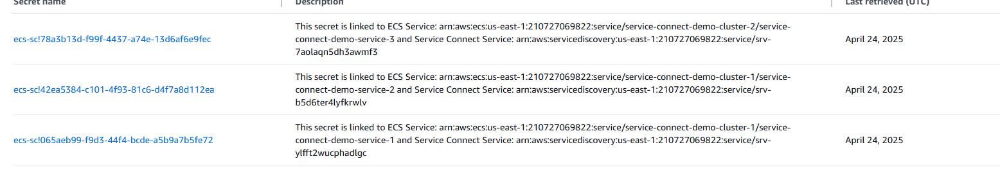 Secret name Description Last retrieved (UTC)
This secret is linked to ECS Service: arn:aws:ecs:us-east-1:210727069822:service/service-connect-demo-cluster-2/service-
ecs-sc!78a3b13d-f99f-4437-a74e-13d6af6e9fec connect-demo-service-3 and Service Connect Service: arn:aws:servicediscovery:us-east-1:210727069822:service/srv- April 24, 2025
7aolaqn5dh3awmf3
This secret is linked to ECS Service: arn:aws:ecs:us-east-1:210727069822:service/service-connect-demo-cluster-1/service-
ecs-sc!42ea5384-c101-4f93-81c6-d4f7a8d112ea connect-demo-service-2 and Service Connect Service: arn:aws:servicediscovery:us-east-1:210727069822:service/srv- April 24, 2025
b5d6ter4lyfkrwlv
This secret is linked to ECS Service: arn:aws:ecs:us-east-1:210727069822:service/service-connect-demo-cluster-1/service-
ecs-sc!065aeb99-f9d3-44f4-bcde-a5b9a7b5fe72 connect-demo-service-1 and Service Connect Service: arn:aws:servicediscovery:us-east-1:210727069822:service/srv- April 24, 2025
ylfft2wucphadlgc